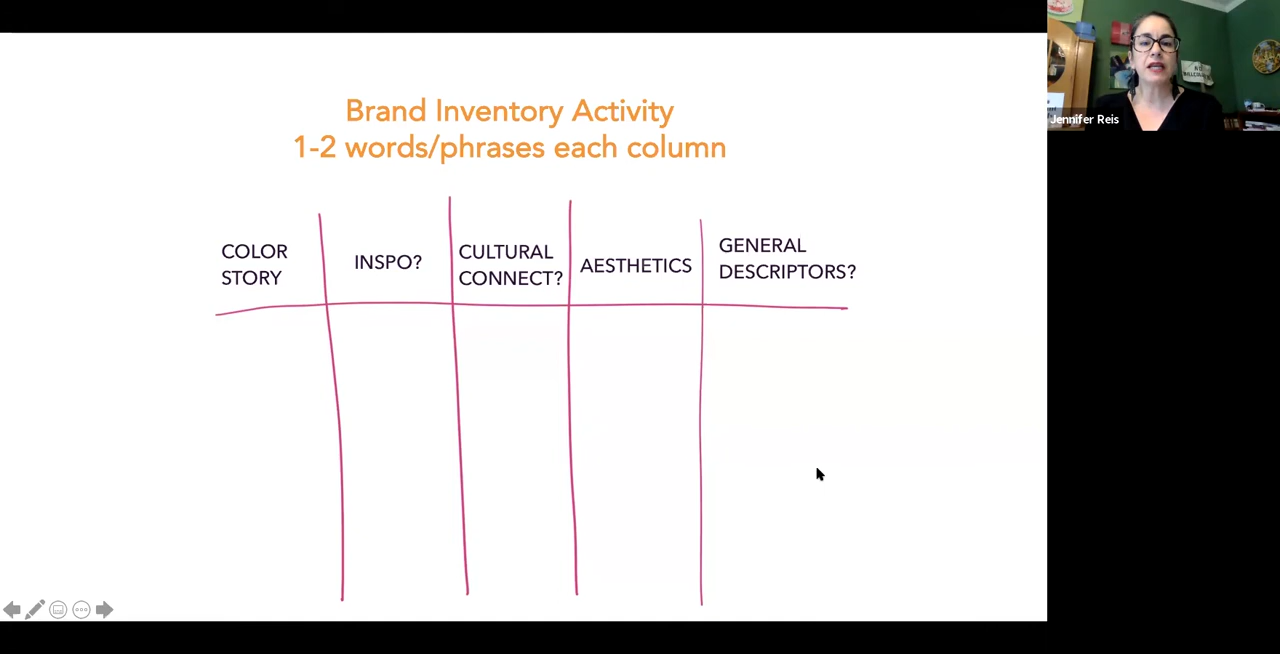 Brand Inventory Activity
1-2 words/phrases each column
COLOR
STORY
INSPO?
CULTURAL
CONNECT?
AESTHETICS
GENERAL
DESCRIPTORS?
Jennifer Reis